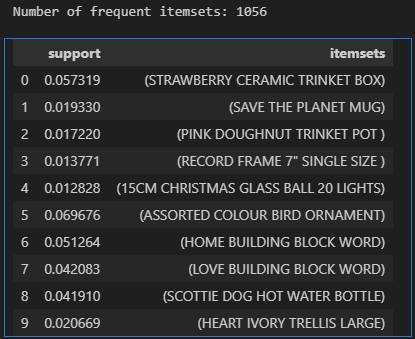 Number of frequent itemsets: 1056
support itemsets
0 0.057319 (STRAWBERRY CERAMIC TRINKET BOX)
1 0.019330 (SAVE THE PLANET MUG)
2 0.017220 (PINK DOUGHNUT TRINKET POT )
3 0.013771 (RECORD FRAME 7" SINGLE SIZE )
4 0.012828 (15CM CHRISTMAS GLASS BALL 20 LIGHTS)
5 0.069676 (ASSORTED COLOUR BIRD ORNAMENT)
6 0.051264 (HOME BUILDING BLOCK WORD)
7 0.042083 (LOVE BUILDING BLOCK WORD)
8 0.041910 (SCOTTIE DOG HOT WATER BOTTLE)
9 0.020669 (HEART IVORY TRELLIS LARGE)